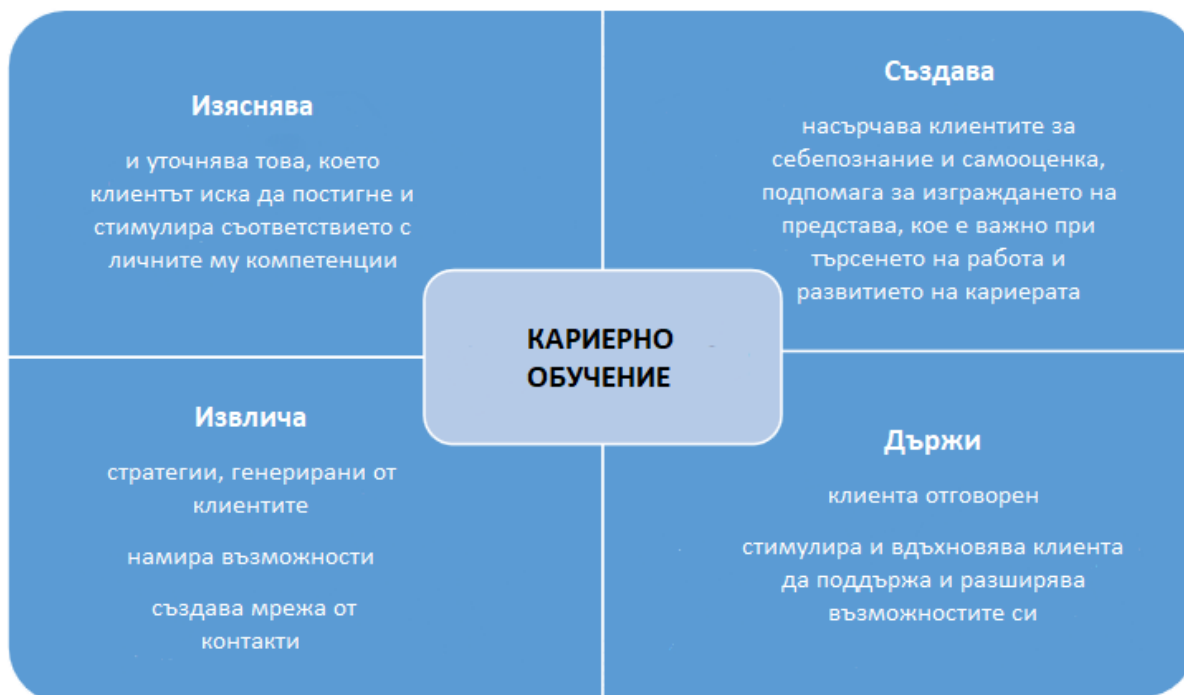 Изяснява
и уточнява това, което
клиентът иска да постигне и
стимулира съответствието с
личните му компетенции
Създава
насърчава клиентите за
себепознание и самооценка,
подпомага за изграждането на
представа, кое е важно при
търсенето на работа и
развитието на кариерата
КАРИЕРНО
ОБУЧЕНИЕ
Извлича
стратегии, генерирани от
клиентите
намира възможности
създава мрежа от
контакти
Държи
клиента отговорен
стимулира и вдъхновява клиента
да поддържа и разширява
възможностите си